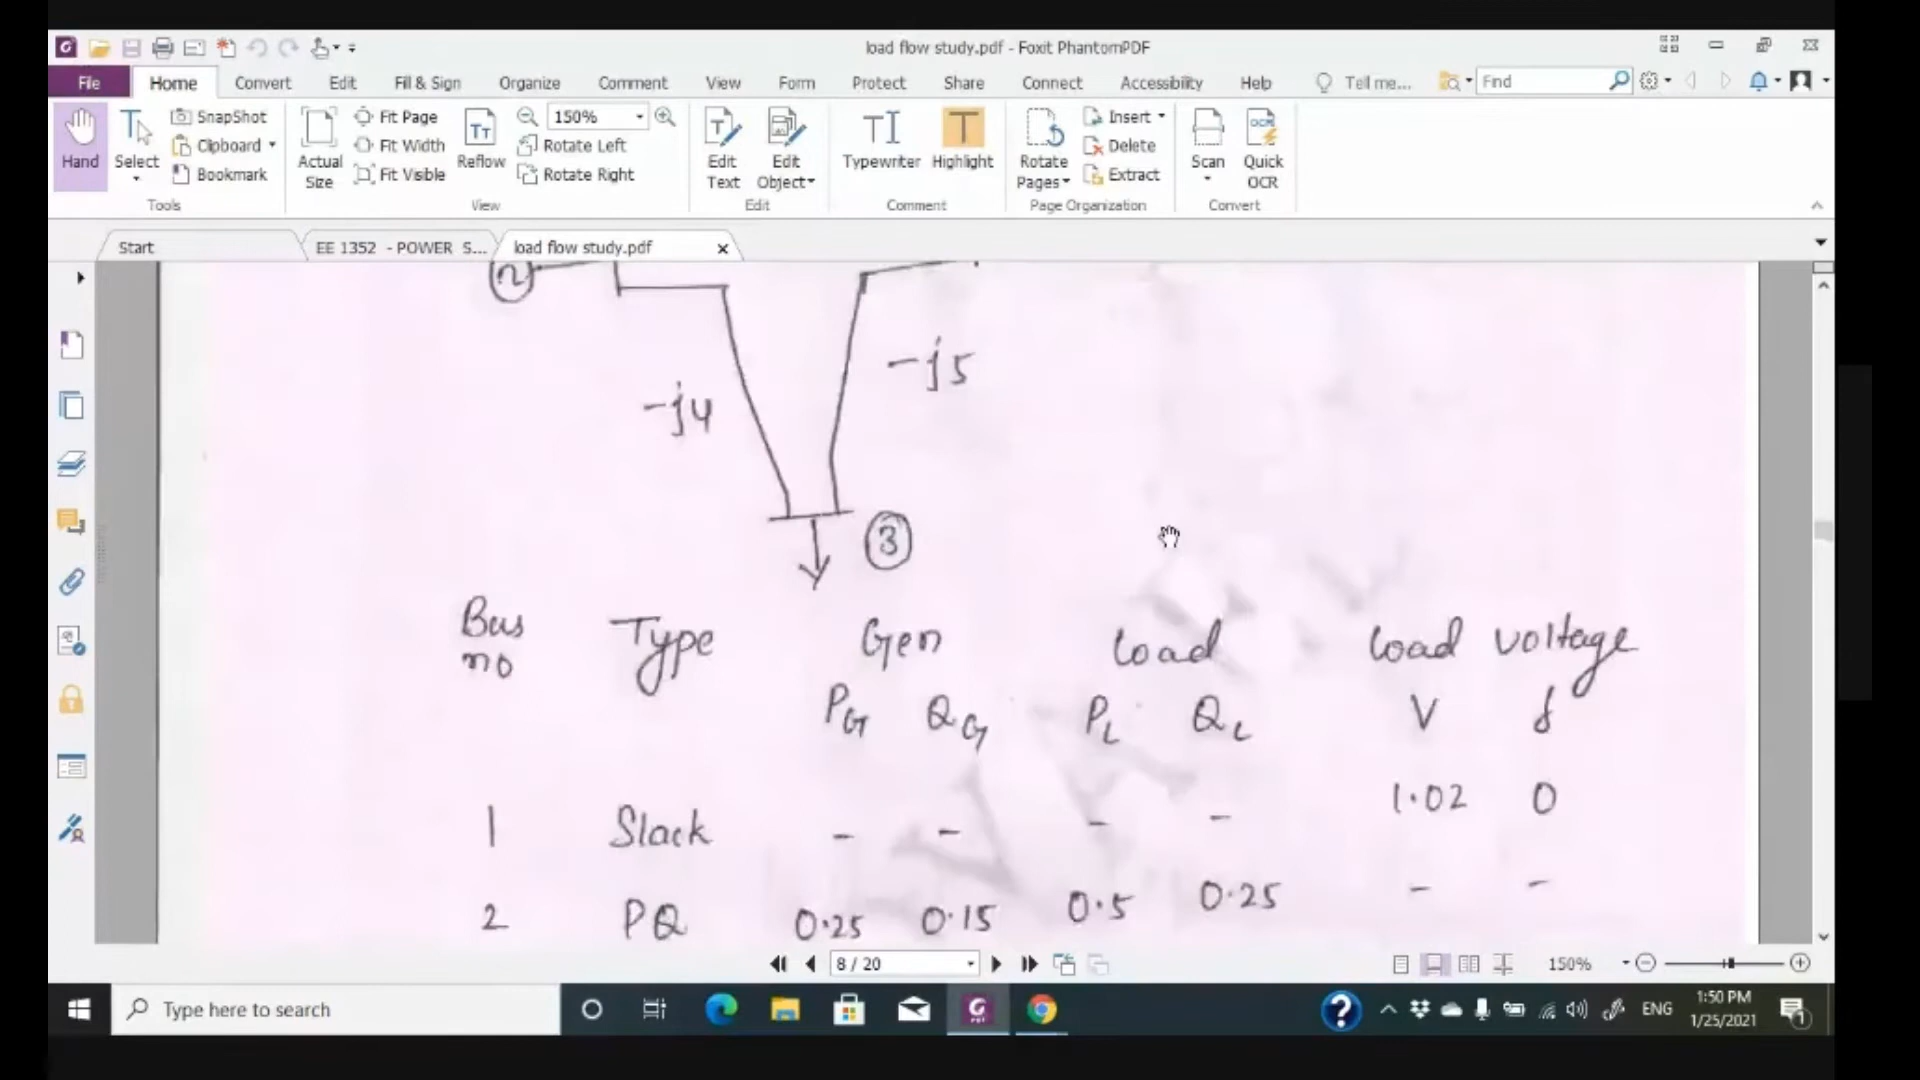 load flow study.pdf - Foxit PhantomPDF
File Home Convert Edit Fill & Sign Organize Comment View Form Protect Share Connect Accessibility Help Tell me... Find
Hand Select SnapShot Clipboard Bookmark
Actual Size Fit Page Fit Width Fit Visible Reflow 150% Rotate Left Rotate Right
Edit Text Edit Object Typewriter Highlight Rotate Pages Insert Delete Extract Scan Quick OCR
Tools View Edit Comment Page Organization Convert
Start EE 1352 - POWER S... load flow study.pdf
2
-j5
-j4
3
Bus no Type Gen Load Load voltage
PG QG PL QL V δ
1 Slack - - - - 1.02 0
2 PQ 0.25 0.15 0.5 0.25 - -
8 / 20 150%
Type here to search ENG 1:50 PM
1/25/2021